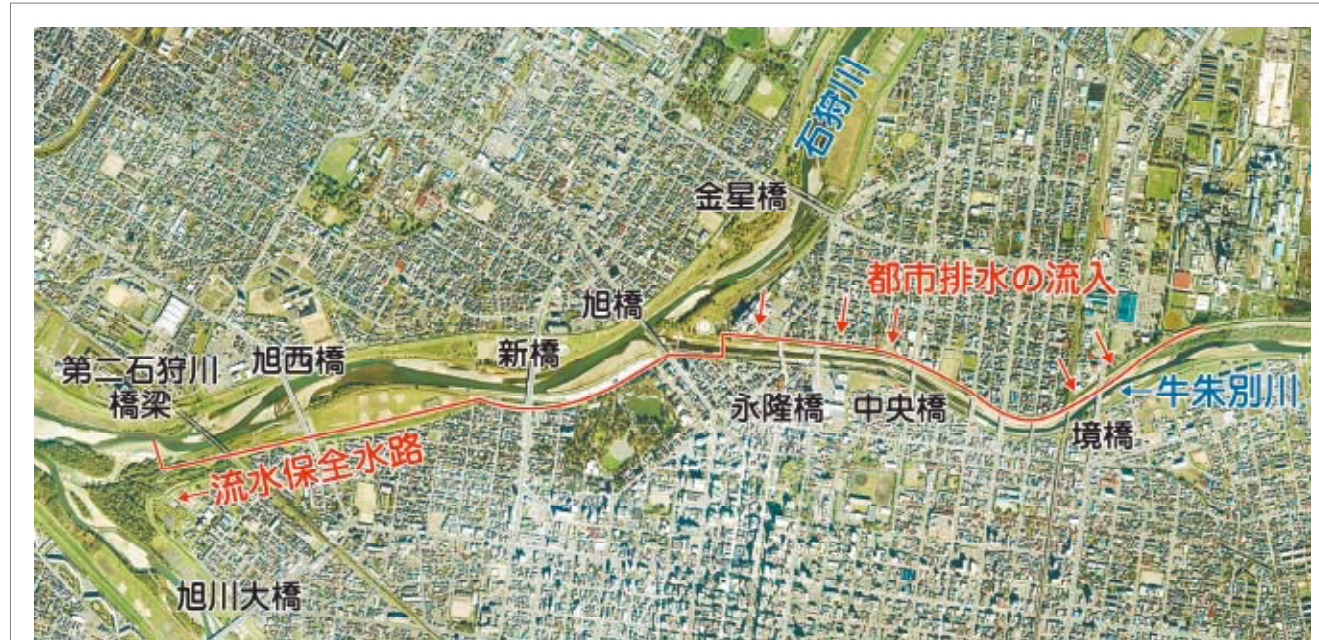 石狩川
金星橋
都市排水の流入
旭橋
新橋
旭西橋
第二石狩川
橋梁
永隆橋
中央橋
境橋
←牛朱別川
←流水保全水路
旭川大橋